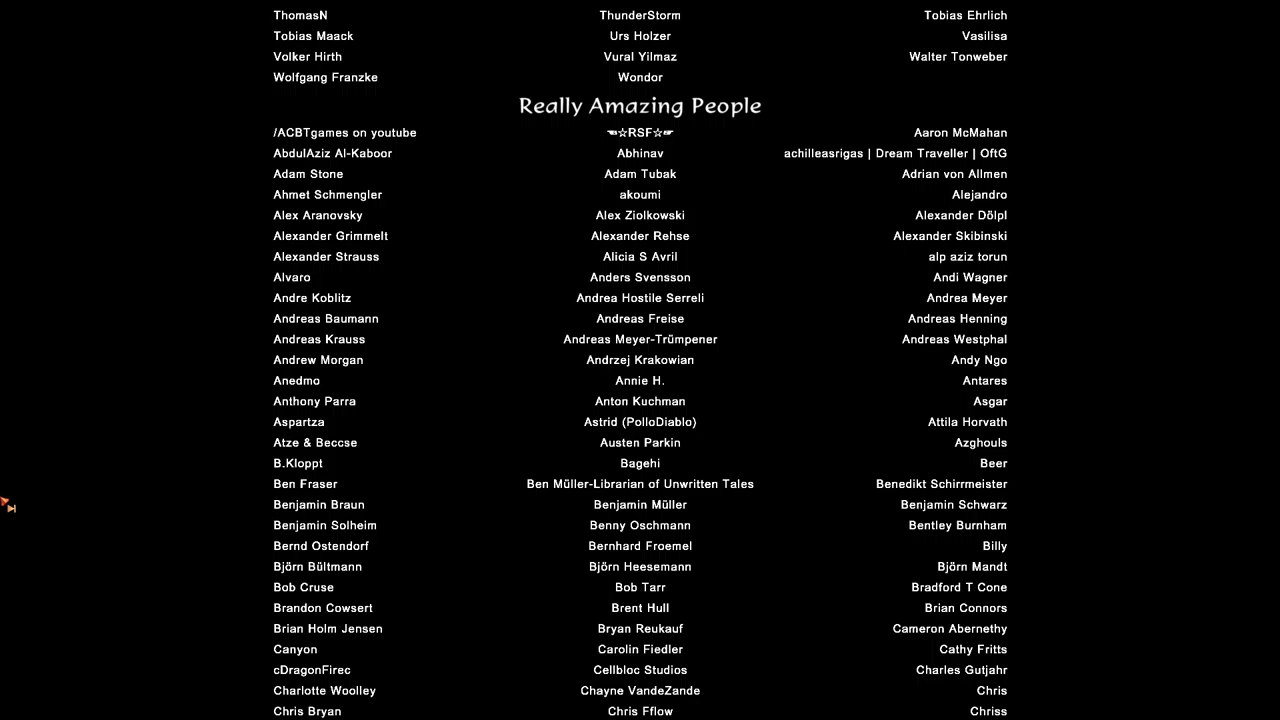 ThomasN ThunderStorm Tobias Ehrlich
Tobias Maack Urs Holzer Vasilisa
Volker Hirth Vural Yilmaz Walter Tonweber
Wolfgang Franzke Wondor
Really Amazing People
/ACBTgames on youtube ☜☆RSF☆☞ Aaron McMahan
AbdulAziz Al-Kaboor Abhinav achilleasrigas | Dream Traveller | OftG
Adam Stone Adam Tubak Adrian von Allmen
Ahmet Schmengler akoumi Alejandro
Alex Aranovsky Alex Ziolkowski Alexander Dölpl
Alexander Grimmelt Alexander Rehse Alexander Skibinski
Alexander Strauss Alicia S Avril alp aziz torun
Alvaro Anders Svensson Andi Wagner
Andre Koblitz Andrea Hostile Serreli Andrea Meyer
Andreas Baumann Andreas Freise Andreas Henning
Andreas Krauss Andreas Meyer-Trümpener Andreas Westphal
Andrew Morgan Andrzej Krakowian Andy Ngo
Anedmo Annie H. Antares
Anthony Parra Anton Kuchman Asgar
Aspartza Astrid (PolloDiablo) Attila Horvath
Atze & Beccse Austen Parkin Azghouls
B.Kloppt Bagehi Beer
Ben Fraser Ben Müller-Librarian of Unwritten Tales Benedikt Schirrmeister
Benjamin Braun Benjamin Müller Benjamin Schwarz
Benjamin Solheim Benny Oschmann Bentley Burnham
Bernd Ostendorf Bernhard Froemel Billy
Björn Bültmann Björn Heesemann Björn Mandt
Bob Cruse Bob Tarr Bradford T Cone
Brandon Cowsert Brent Hull Brian Connors
Brian Holm Jensen Bryan Reukauf Cameron Abernethy
Canyon Carolin Fiedler Cathy Fritts
cDragonFirec Cellbloc Studios Charles Gutjahr
Charlotte Woolley Chayne VandeZande Chris
Chris Bryan Chris Fflow Chriss